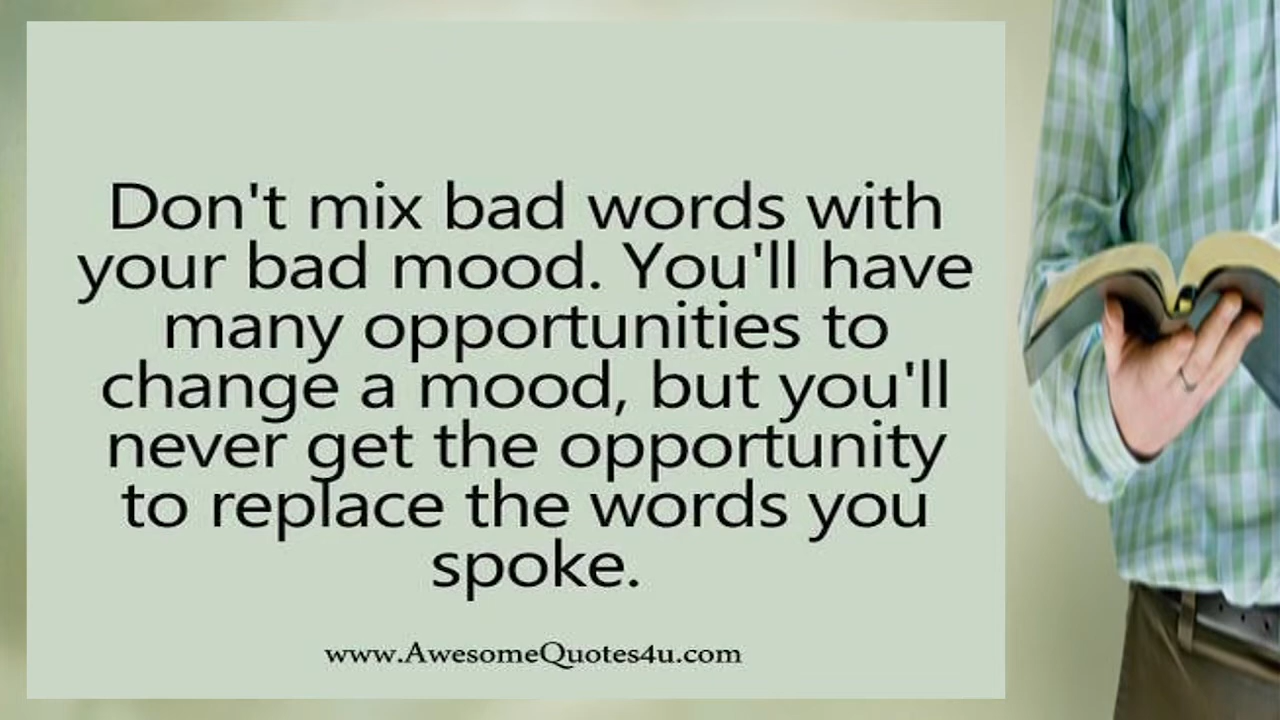 Don't mix bad words with
your bad mood. You'll have
many opportunities to
change a mood, but you'll
never get the opportunity
to replace the words you
spoke.
www.AwesomeQuotes4u.com